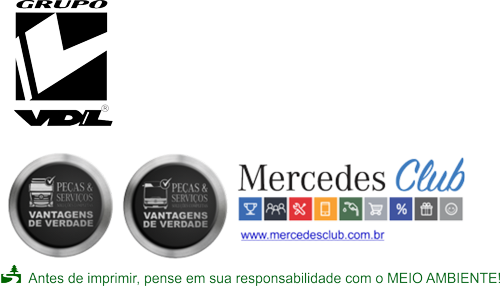 GRUPO
VDL®
PEÇAS &
SERVIÇOS
VANTAGENS
DE VERDADE
PEÇAS &
SERVIÇOS
VANTAGENS
DE VERDADE
Mercedes Club
%
www.mercedesclub.com.br
Antes de imprimir, pense em sua responsabilidade com o MEIO AMBIENTE!